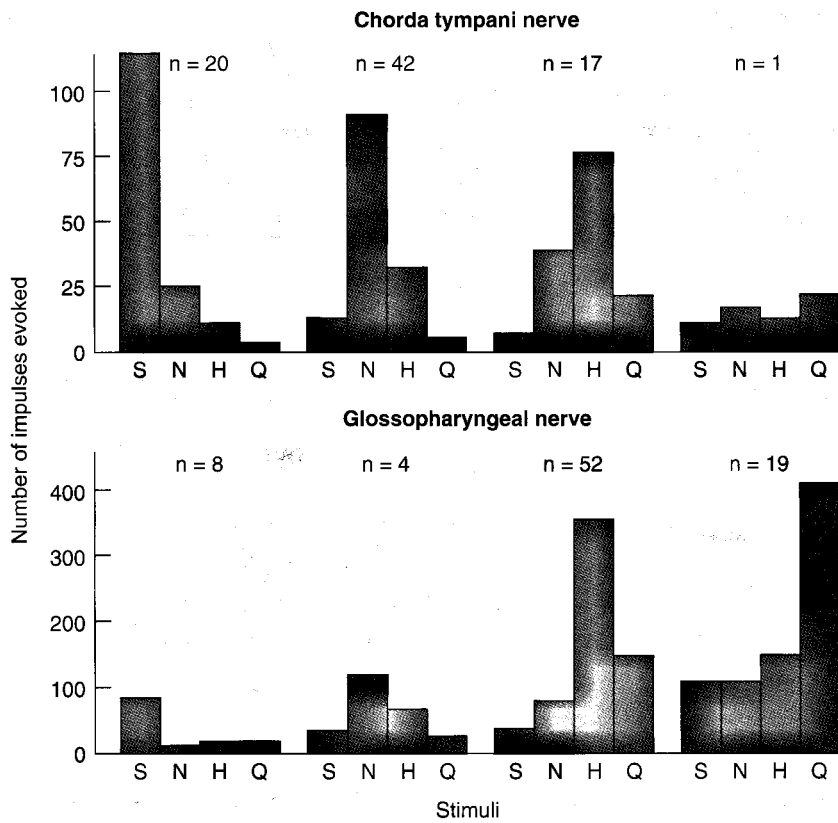 Chorda tympani nerve
n = 20 n = 42 n = 17 n = 1
100
75
50
25
0
S N H Q S N H Q S N H Q S N H Q
Number of impulses evoked
Glossopharyngeal nerve
n = 8 n = 4 n = 52 n = 19
400
300
200
100
0
S N H Q S N H Q S N H Q S N H Q
Stimuli